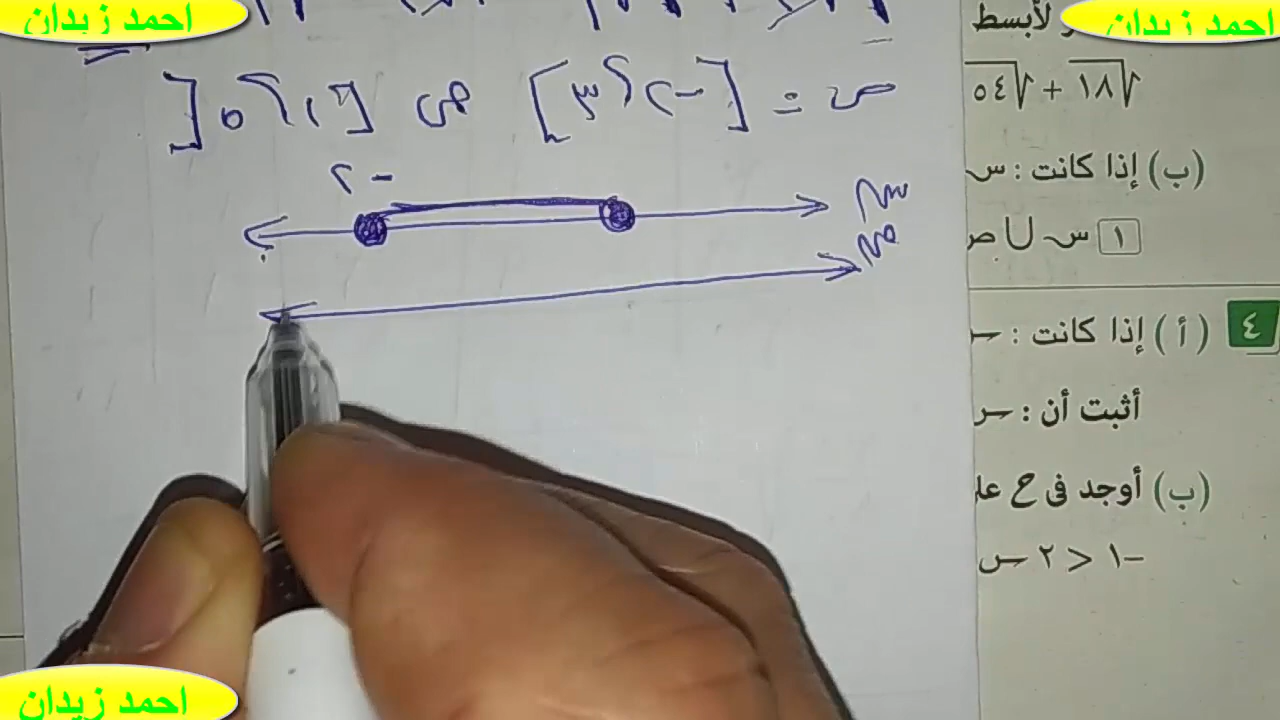 احمد زيدان
احمد زيدان
س = [-٢ ، ٣] ص [١ ، ٥[
-٢
س
ص
لأبسط
√١٨ + √٥٤
(ب) إذا كانت : س
١ س ∪ ص
٤ (أ) إذا كانت : س
أثبت أن : س
(ب) أوجد فى ع
-١ < ٢ س
احمد زيدان